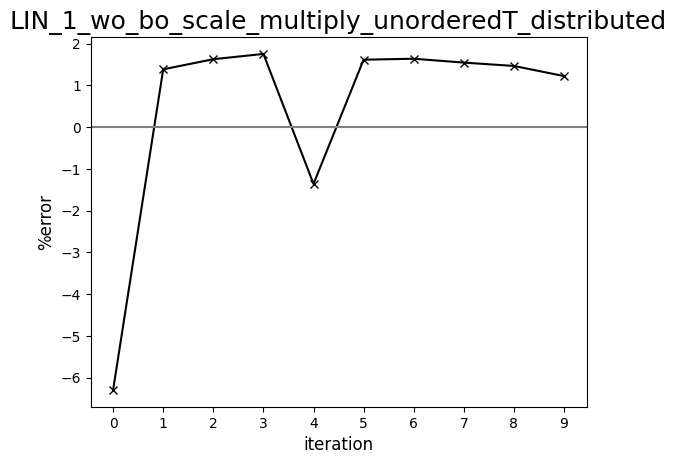 LIN_1_wo_bo_scale_multiply_unorderedT_distributed
2
1
0
−1
−2
−3
−4
−5
−6
%error
0 1 2 3 4 5 6 7 8 9
iteration